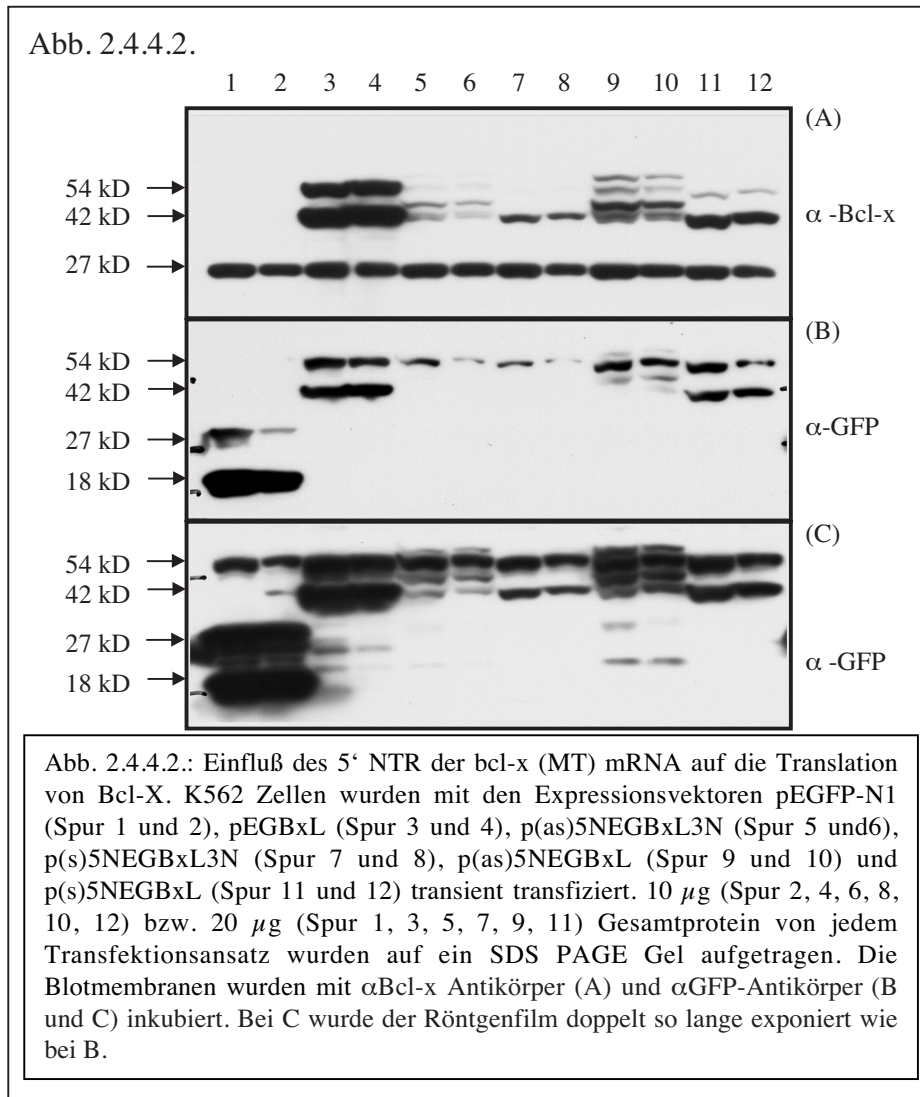 Abb. 2.4.4.2.
1 2 3 4 5 6 7 8 9 10 11 12
(A)
54 kD
42 kD
α -Bcl-x
27 kD
(B)
54 kD
42 kD
α-GFP
27 kD
18 kD
(C)
54 kD
42 kD
27 kD
α -GFP
18 kD
Abb. 2.4.4.2.: Einfluß des 5‘ NTR der bcl-x (MT) mRNA auf die Translation
von Bcl-X. K562 Zellen wurden mit den Expressionsvektoren pEGFP-N1
(Spur 1 und 2), pEGBxL (Spur 3 und 4), p(as)5NEGBxL3N (Spur 5 und6),
p(s)5NEGBxL3N (Spur 7 und 8), p(as)5NEGBxL (Spur 9 und 10) und
p(s)5NEGBxL (Spur 11 und 12) transient transfiziert. 10 µg (Spur 2, 4, 6, 8,
10, 12) bzw. 20 µg (Spur 1, 3, 5, 7, 9, 11) Gesamtprotein von jedem
Transfektionsansatz wurden auf ein SDS PAGE Gel aufgetragen. Die
Blotmembranen wurden mit αBcl-x Antikörper (A) und αGFP-Antikörper (B
und C) inkubiert. Bei C wurde der Röntgenfilm doppelt so lange exponiert wie
bei B.